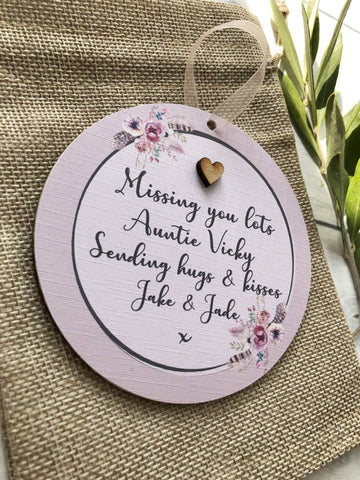 Missing you lots
Auntie Vicky
Sending hugs & kisses
Jake & Jade
x